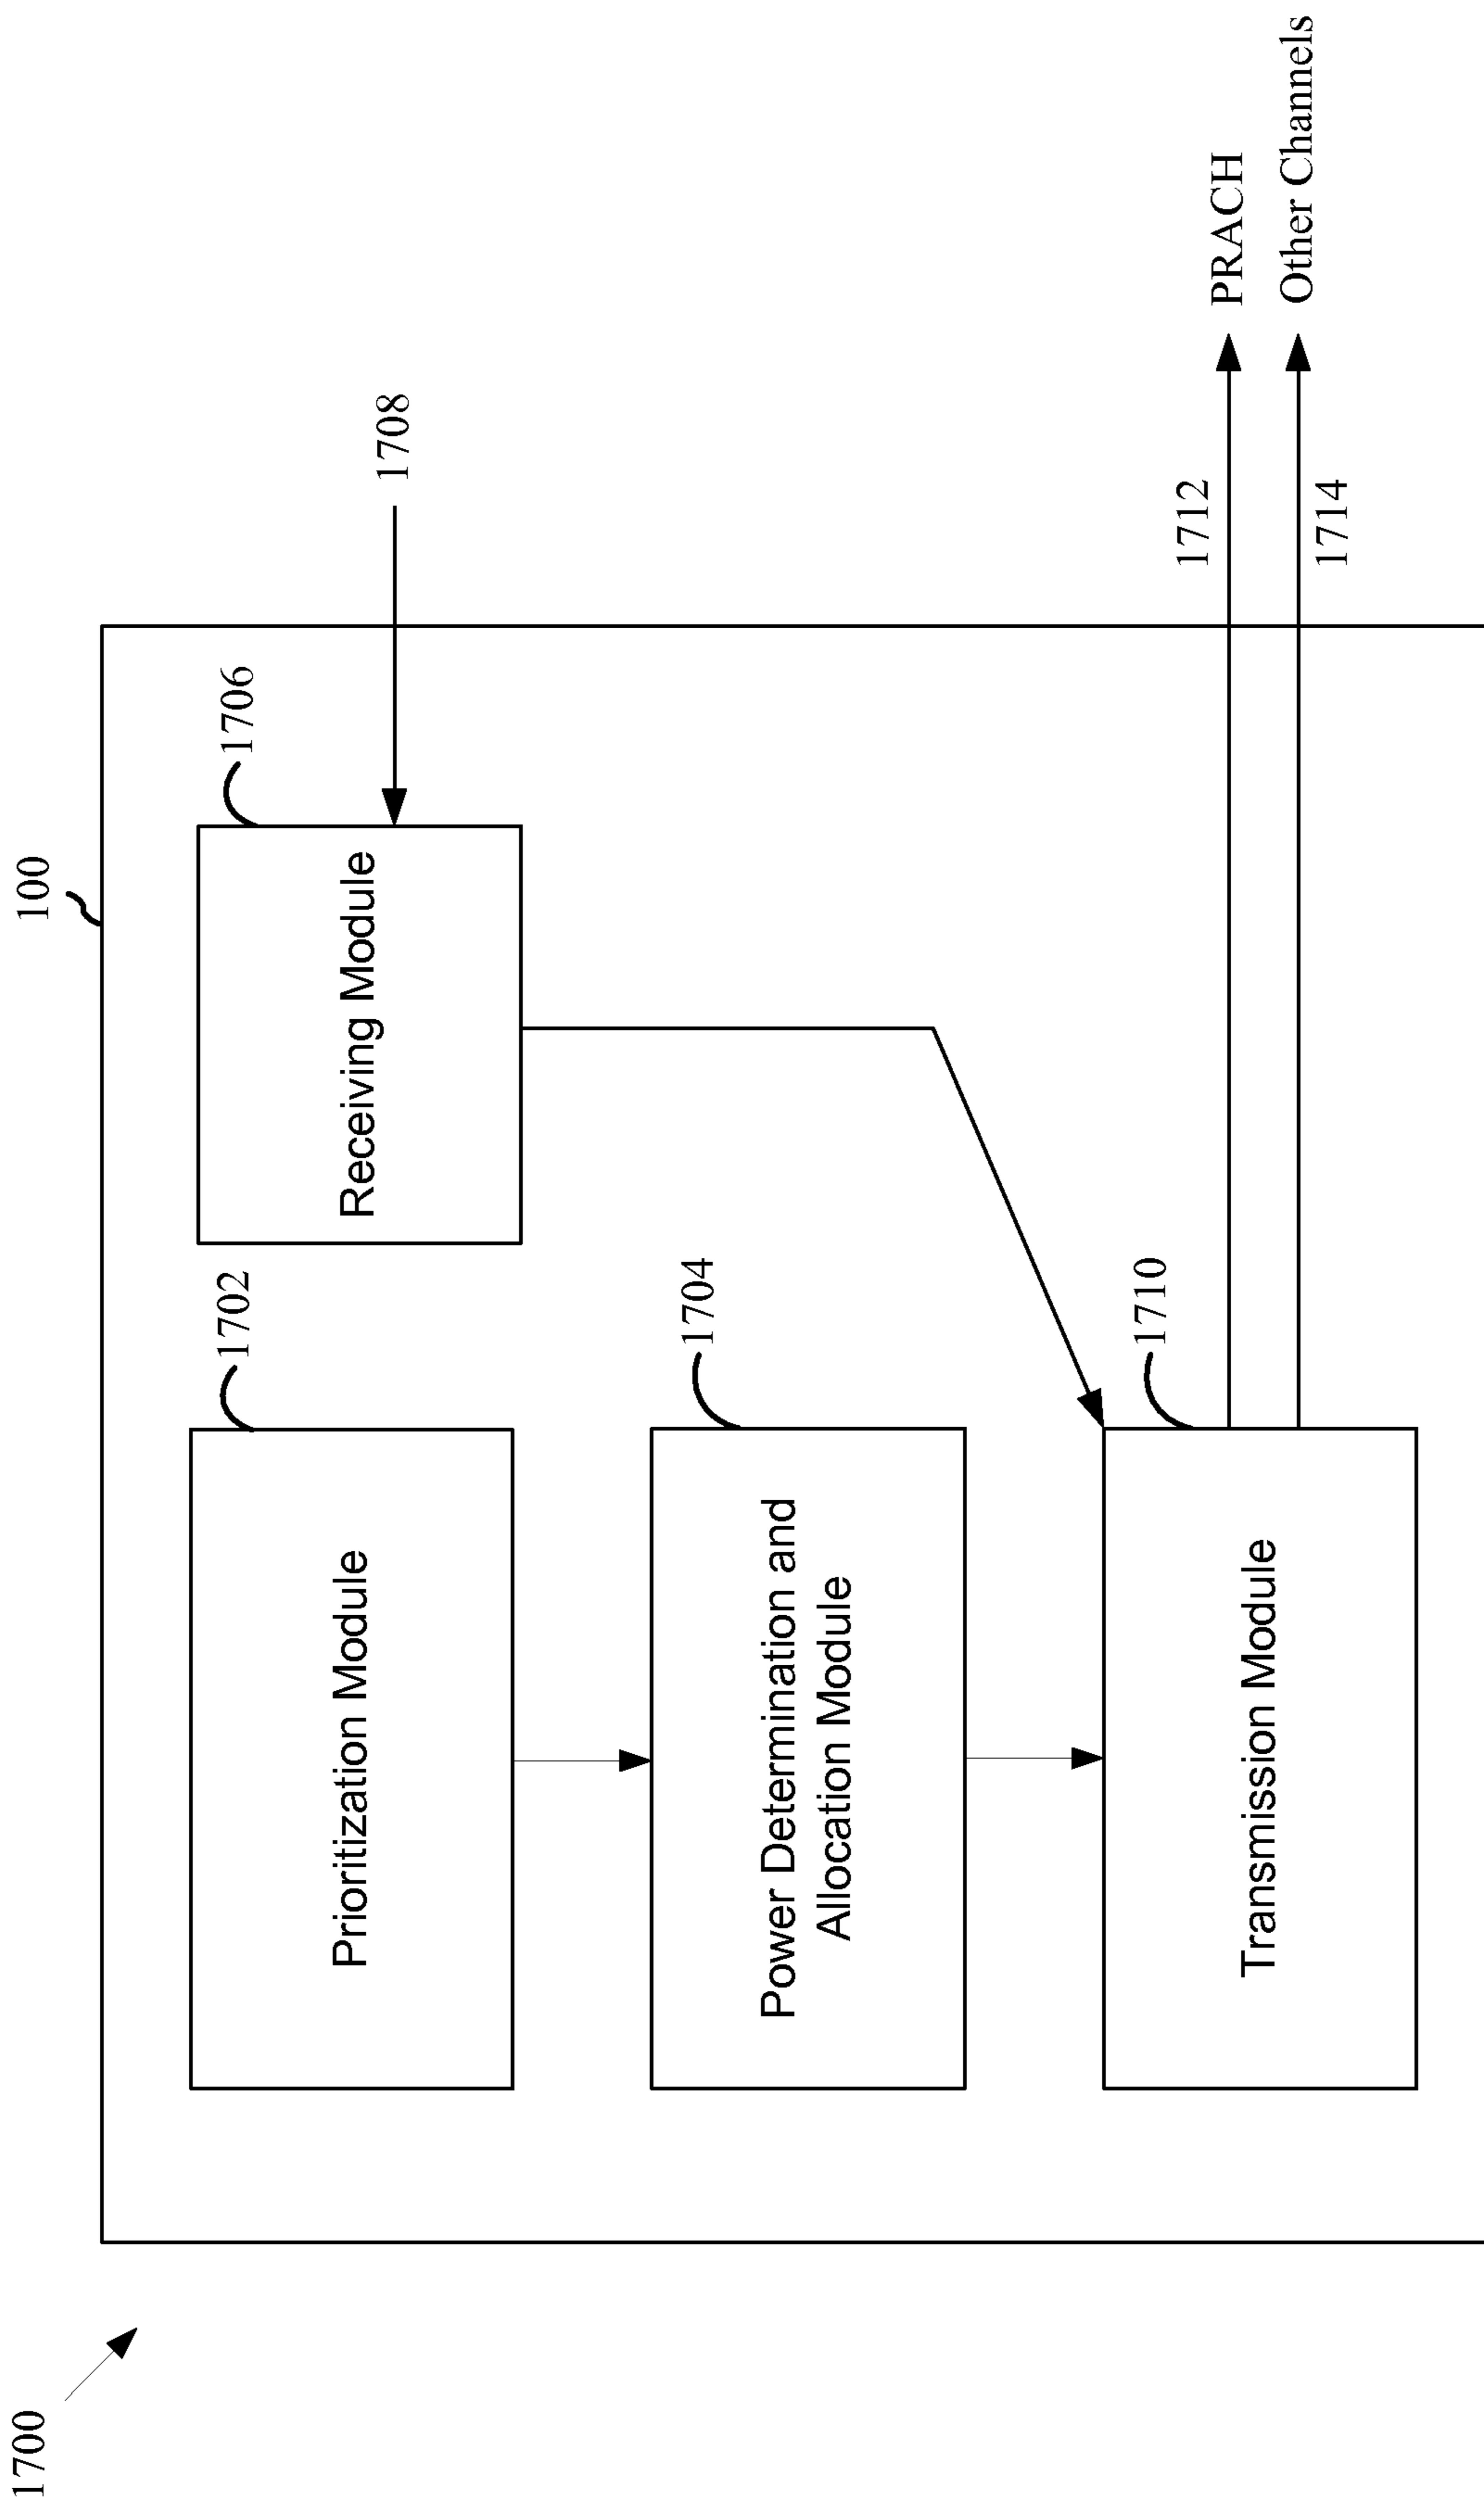 1700
100
1702
Prioritization Module
1706
Receiving Module
1708
1704
Power Determination and
Allocation Module
1710
Transmission Module
1712
PRACH
1714
Other Channels